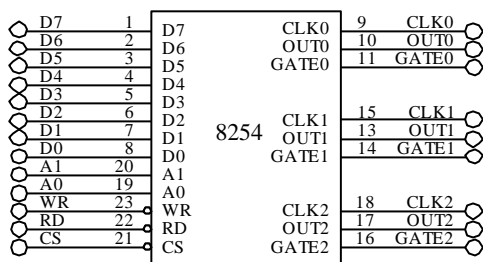 D7 1 D7 CLK0 9 CLK0
D6 2 D6 OUT0 10 OUT0
D5 3 D5 GATE0 11 GATE0
D4 4 D4
D3 5 D3
D2 6 D2 CLK1 15 CLK1
D1 7 D1 8254 OUT1 13 OUT1
D0 8 D0 GATE1 14 GATE1
A1 20 A1
A0 19 A0
WR 23 WR CLK2 18 CLK2
RD 22 RD OUT2 17 OUT2
CS 21 CS GATE2 16 GATE2